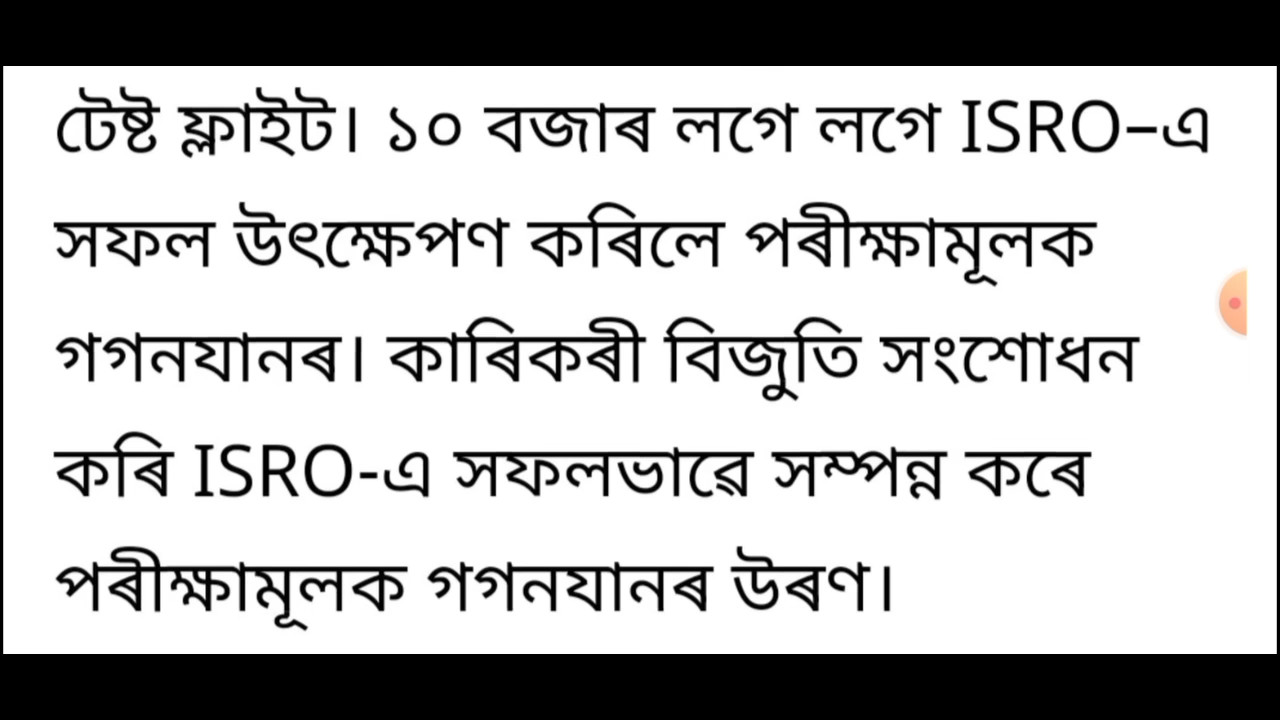 টেষ্ট ফ্লাইট। ১০ বজাৰ লগে লগে ISRO–এ
সফল উৎক্ষেপণ কৰিলে পৰীক্ষামূলক
গগনযানৰ। কাৰিকৰী বিজুতি সংশোধন
কৰি ISRO-এ সফলভাৱে সম্পন্ন কৰে
পৰীক্ষামূলক গগনযানৰ উৰণ।